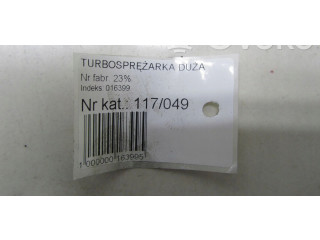 TURBOSPRĘŻARKA DUŻA
Nr fabr. 23%
Indeks: 016399
Nr kat.: 117/049